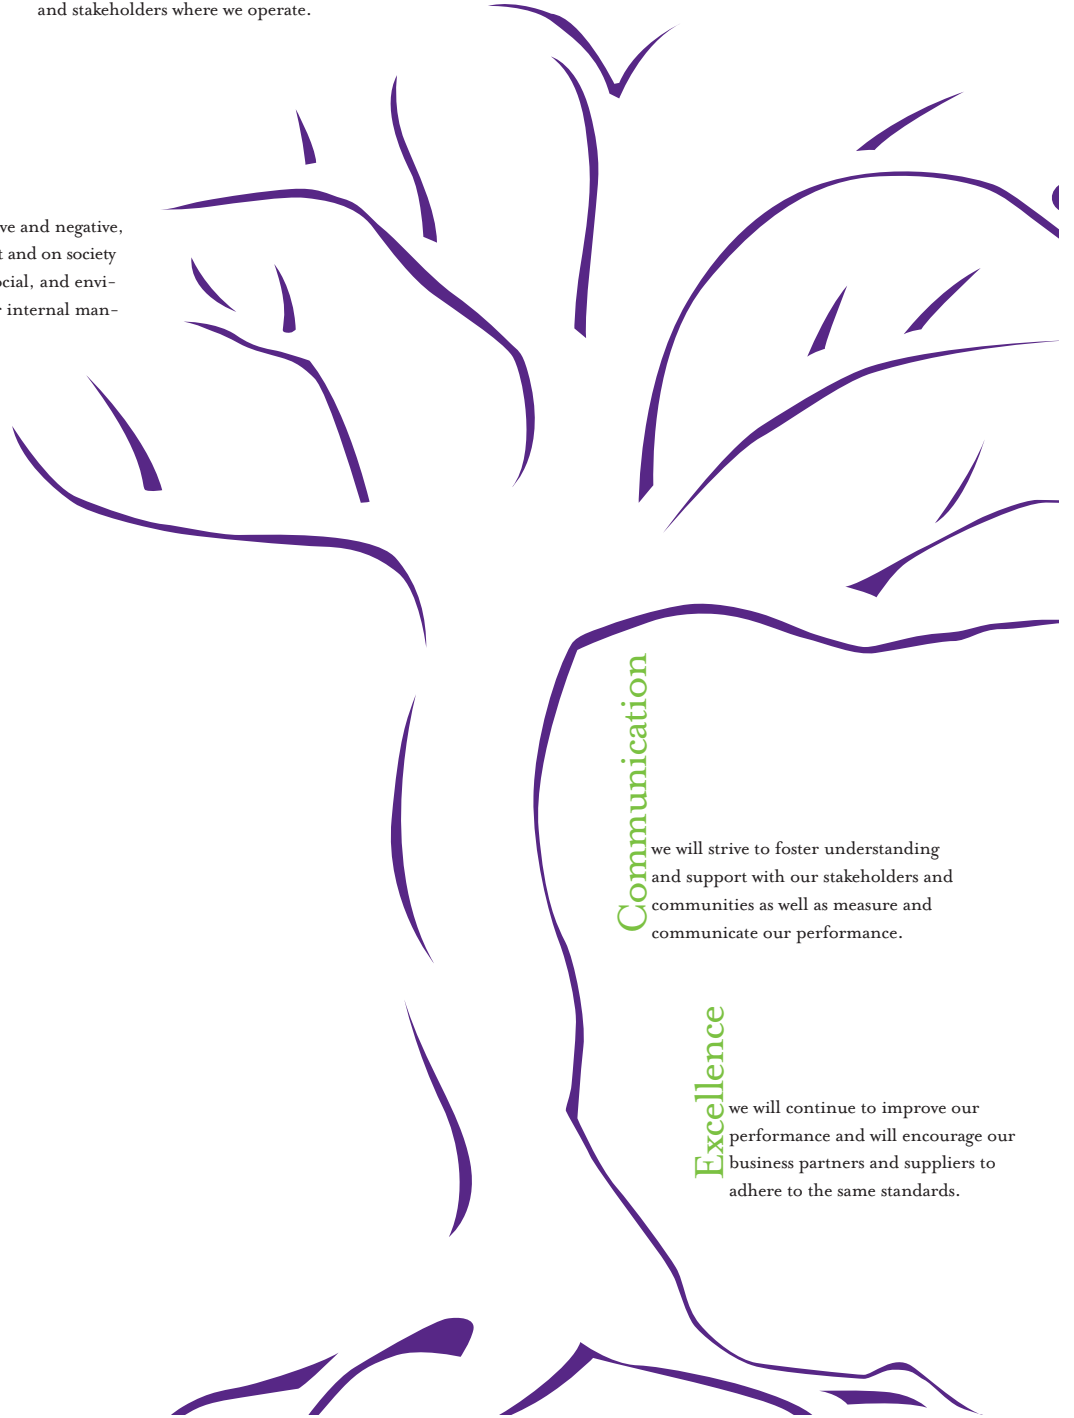 and stakeholders where we operate.
ve and negative,
t and on society
cial, and envi-
r internal man-
Communication
we will strive to foster understanding
and support with our stakeholders and
communities as well as measure and
communicate our performance.
Excellence
we will continue to improve our
performance and will encourage our
business partners and suppliers to
adhere to the same standards.